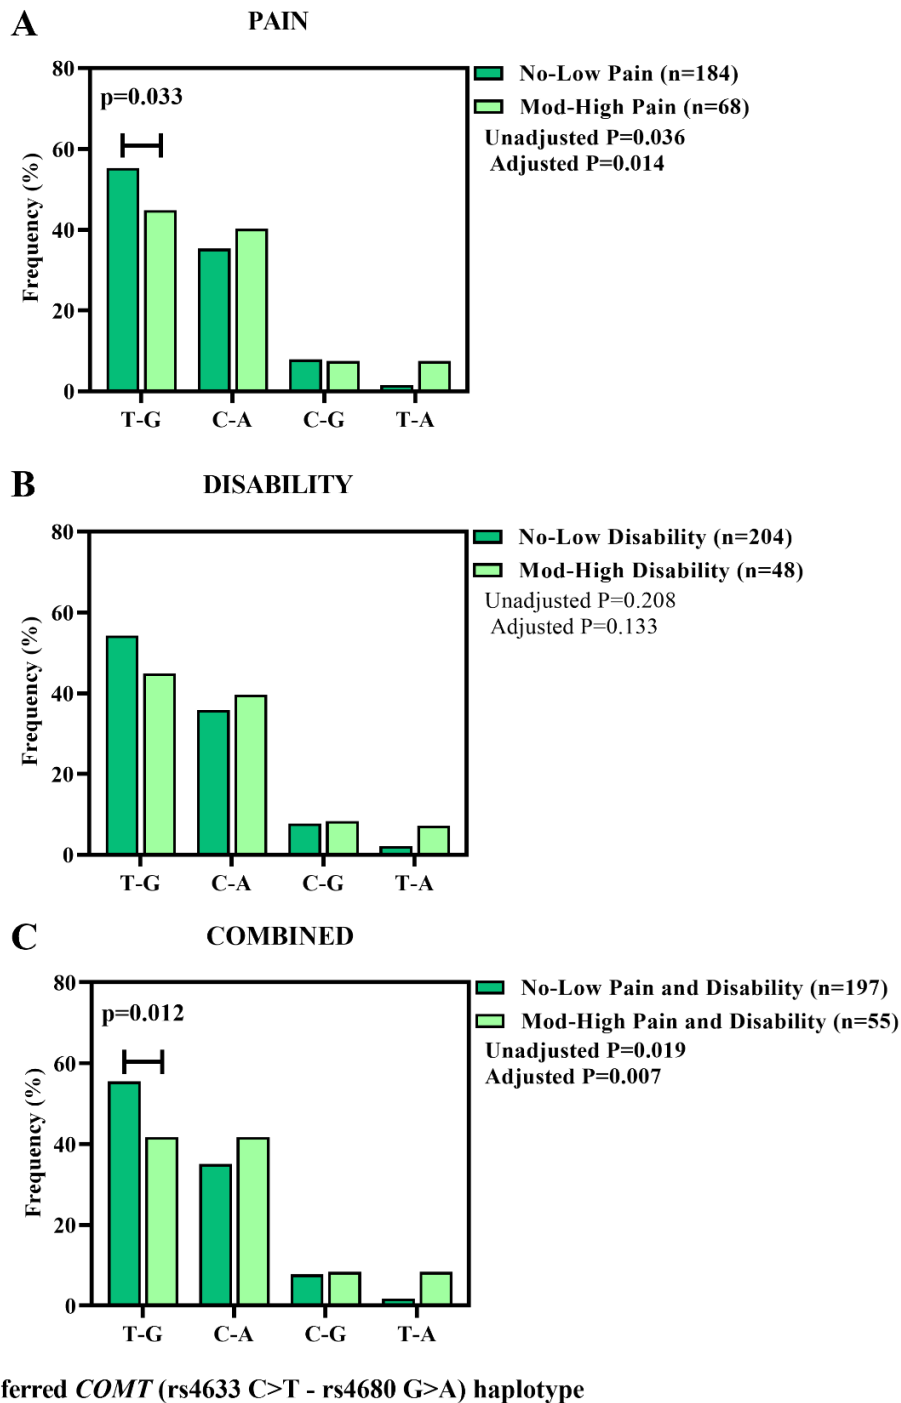 A
PAIN
80
60
40
20
0
Frequency (%)
p=0.033
T-G C-A C-G T-A
No-Low Pain (n=184)
Mod-High Pain (n=68)
Unadjusted P=0.036
Adjusted P=0.014
B
DISABILITY
80
60
40
20
0
Frequency (%)
T-G C-A C-G T-A
No-Low Disability (n=204)
Mod-High Disability (n=48)
Unadjusted P=0.208
Adjusted P=0.133
C
COMBINED
80
60
40
20
0
Frequency (%)
p=0.012
T-G C-A C-G T-A
No-Low Pain and Disability (n=197)
Mod-High Pain and Disability (n=55)
Unadjusted P=0.019
Adjusted P=0.007
ferred COMT (rs4633 C>T - rs4680 G>A) haplotype